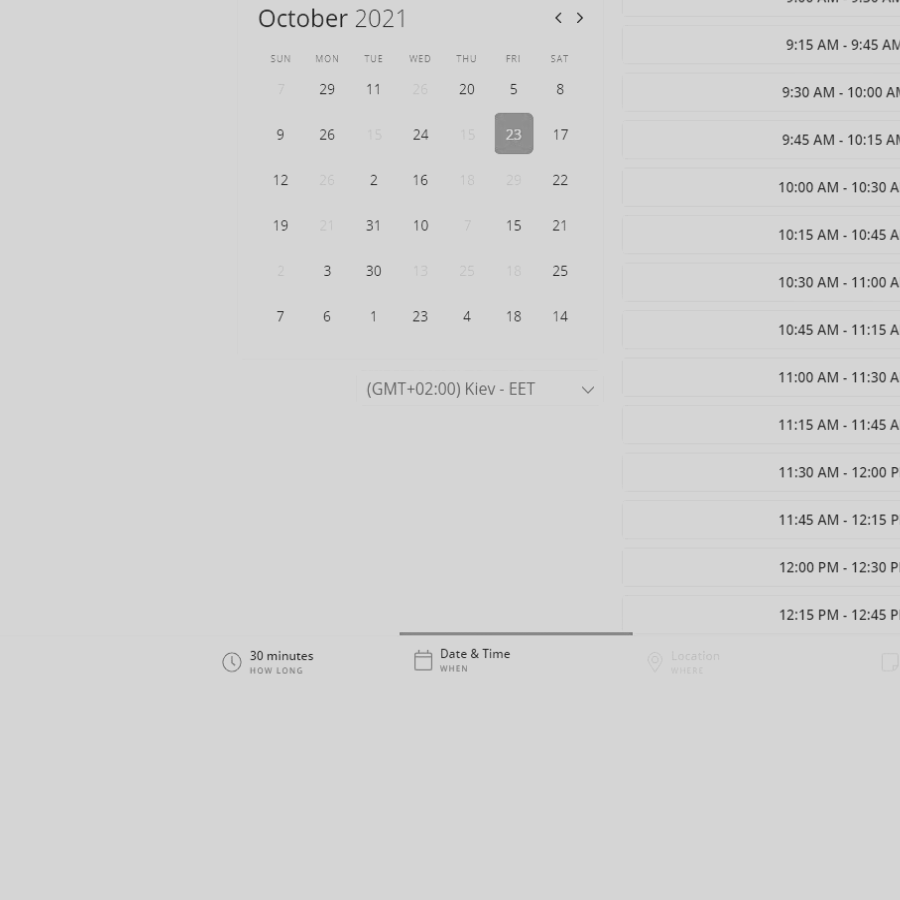 October 2021
SUN MON TUE WED THU FRI SAT
7 29 11 26 20 5 8
9 26 15 24 15 23 17
12 26 2 16 18 29 22
19 21 31 10 7 15 21
2 3 30 13 25 18 25
7 6 1 23 4 18 14
(GMT+02:00) Kiev - EET
9:15 AM - 9:45 AM
9:30 AM - 10:00 AM
9:45 AM - 10:15 AM
10:00 AM - 10:30 A
10:15 AM - 10:45 A
10:30 AM - 11:00 A
10:45 AM - 11:15 A
11:00 AM - 11:30 A
11:15 AM - 11:45 A
11:30 AM - 12:00 P
11:45 AM - 12:15 P
12:00 PM - 12:30 P
12:15 PM - 12:45 P
30 minutes
HOW LONG
Date & Time
WHEN
Location
WHERE